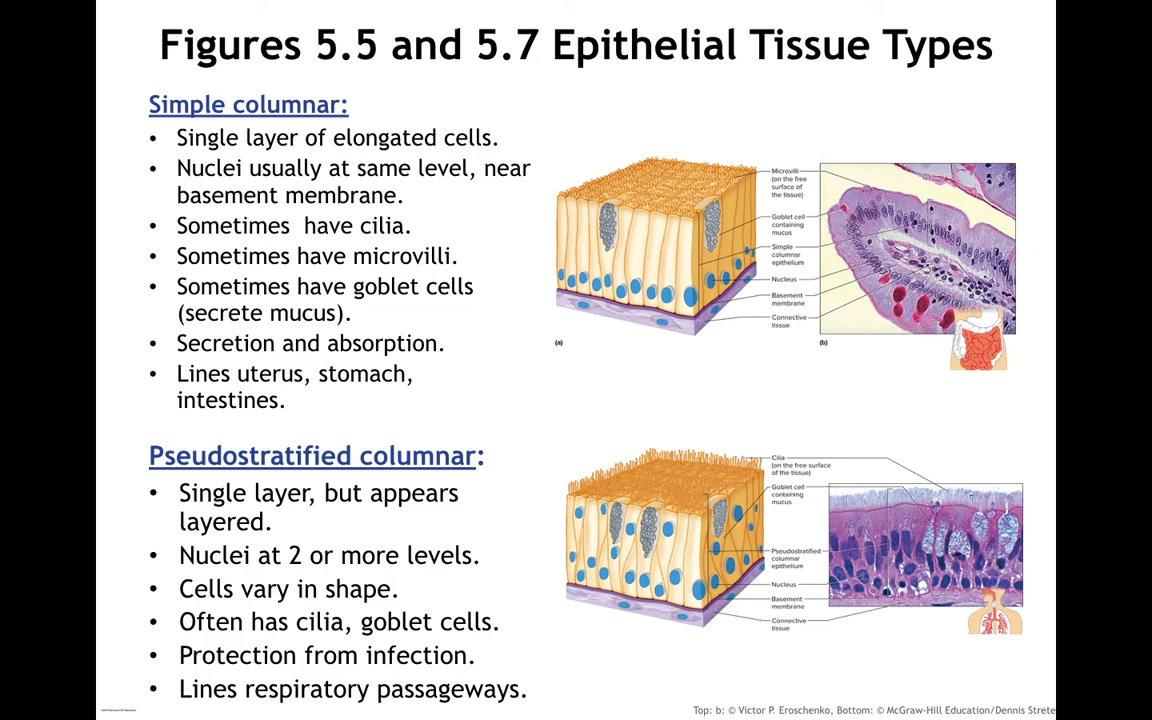 Figures 5.5 and 5.7 Epithelial Tissue Types
Simple columnar:
• Single layer of elongated cells.
• Nuclei usually at same level, near
basement membrane.
• Sometimes  have cilia.
• Sometimes have microvilli.
• Sometimes have goblet cells
(secrete mucus).
• Secretion and absorption.
• Lines uterus, stomach,
intestines.
Microvilli
(on the free
surface of
the tissue)
Goblet cell
containing
mucus
Simple
columnar
epithelium
Nucleus
Basement
membrane
Connective
tissue
(a)
(b)
Pseudostratified columnar:
• Single layer, but appears
layered.
• Nuclei at 2 or more levels.
• Cells vary in shape.
• Often has cilia, goblet cells.
• Protection from infection.
• Lines respiratory passageways.
Cilia
(on the free surface
of the tissue)
Goblet cell
containing
mucus
Pseudostratified
columnar
epithelium
Nucleus
Basement
membrane
Connective
tissue
Top: b: © Victor P. Eroschenko, Bottom: © McGraw-Hill Education/Dennis Strete